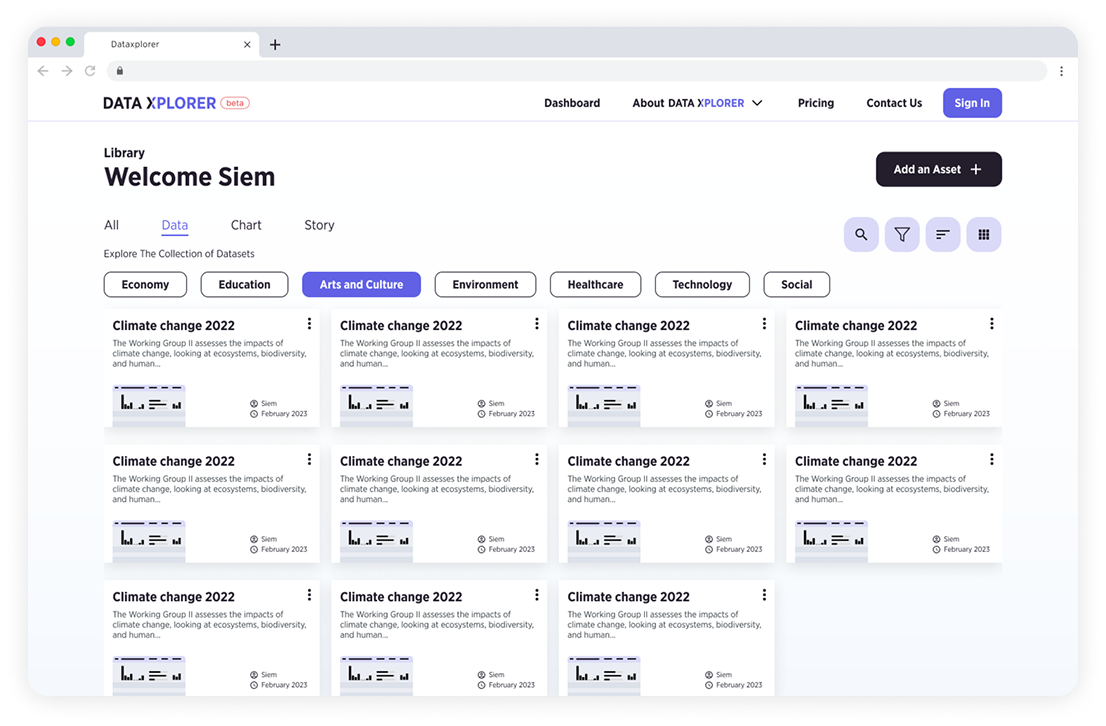 Dataxplorer
DATA XPLORER beta
Dashboard
About DATA XPLORER
Pricing
Contact Us
Sign In
Library
Welcome Siem
Add an Asset +
All
Data
Chart
Story
Explore The Collection of Datasets
Economy
Education
Arts and Culture
Environment
Healthcare
Technology
Social
Climate change 2022
The Working Group II assesses the impacts of
climate change, looking at ecosystems, biodiversity,
and human...
Siem
February 2023
Climate change 2022
The Working Group II assesses the impacts of
climate change, looking at ecosystems, biodiversity,
and human...
Siem
February 2023
Climate change 2022
The Working Group II assesses the impacts of
climate change, looking at ecosystems, biodiversity,
and human...
Siem
February 2023
Climate change 2022
The Working Group II assesses the impacts of
climate change, looking at ecosystems, biodiversity,
and human...
Siem
February 2023
Climate change 2022
The Working Group II assesses the impacts of
climate change, looking at ecosystems, biodiversity,
and human...
Siem
February 2023
Climate change 2022
The Working Group II assesses the impacts of
climate change, looking at ecosystems, biodiversity,
and human...
Siem
February 2023
Climate change 2022
The Working Group II assesses the impacts of
climate change, looking at ecosystems, biodiversity,
and human...
Siem
February 2023
Climate change 2022
The Working Group II assesses the impacts of
climate change, looking at ecosystems, biodiversity,
and human...
Siem
February 2023
Climate change 2022
The Working Group II assesses the impacts of
climate change, looking at ecosystems, biodiversity,
and human...
Siem
February 2023
Climate change 2022
The Working Group II assesses the impacts of
climate change, looking at ecosystems, biodiversity,
and human...
Siem
February 2023
Climate change 2022
The Working Group II assesses the impacts of
climate change, looking at ecosystems, biodiversity,
and human...
Siem
February 2023